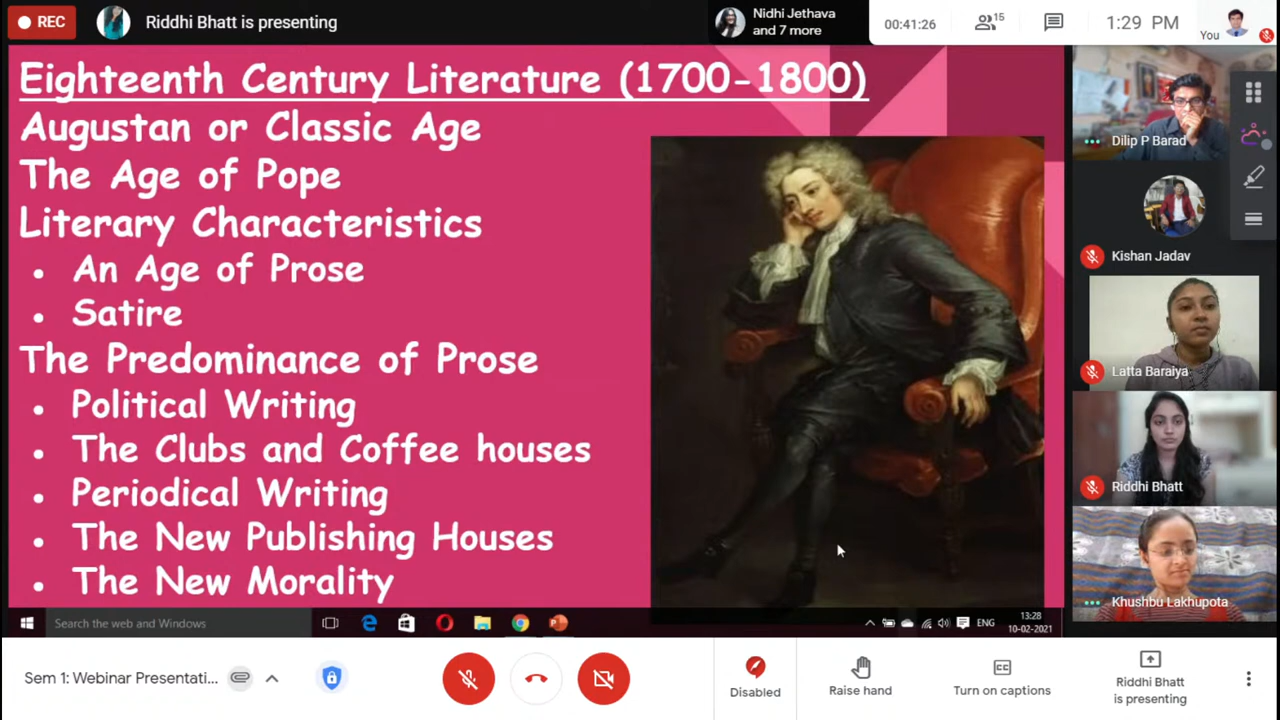 REC
Riddhi Bhatt is presenting
Nidhi Jethava
and 7 more
00:41:26
15
1:29 PM
You
Eighteenth Century Literature (1700-1800)
Augustan or Classic Age
The Age of Pope
Literary Characteristics
• An Age of Prose
• Satire
The Predominance of Prose
• Political Writing
• The Clubs and Coffee houses
• Periodical Writing
• The New Publishing Houses
• The New Morality
Dilip P Barad
Kishan Jadav
Latta Baraiya
Riddhi Bhatt
Khushbu Lakhupota
Search the web and Windows
ENG
13:28
10-02-2021
Sem 1: Webinar Presentati...
Disabled
Raise hand
Turn on captions
Riddhi Bhatt
is presenting